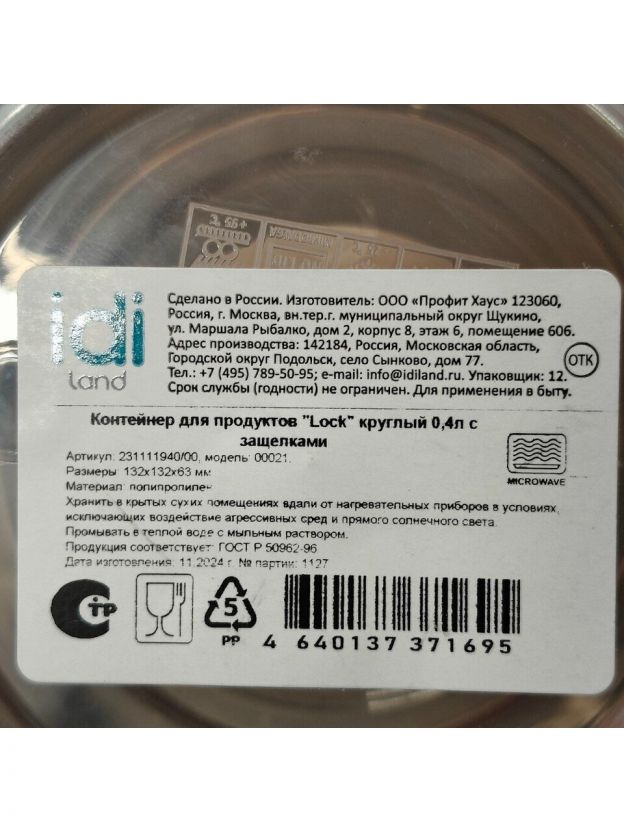 +95 °C
idi
land
Сделано в России. Изготовитель: ООО «Профит Хаус» 123060,
Россия, г. Москва, вн.тер.г. муниципальный округ Щукино,
ул. Маршала Рыбалко, дом 2, корпус 8, этаж 6, помещение 606.
Адрес производства: 142184, Россия, Московская область,
Городской округ Подольск, село Сынково, дом 77.
Тел.: +7 (495) 789-50-95; e-mail: info@idiland.ru. Упаковщик: 12.
Срок службы (годности) не ограничен. Для применения в быту.
ОТК
Контейнер для продуктов "Lock" круглый 0,4л с
защелками
Артикул: 231111940/00, модель: 00021.
Размеры: 132x132x63 мм
Материал: полипропилен
Хранить в крытых сухих помещениях вдали от нагревательных приборов в условиях,
исключающих воздействие агрессивных сред и прямого солнечного света.
Промывать в теплой воде с мыльным раствором.
Продукция соответствует ГОСТ Р 50962-96
Дата изготовления: 11.2024 г. № партии: 1127
MICROWAVE
СТР
5
PP
4 640137 371695